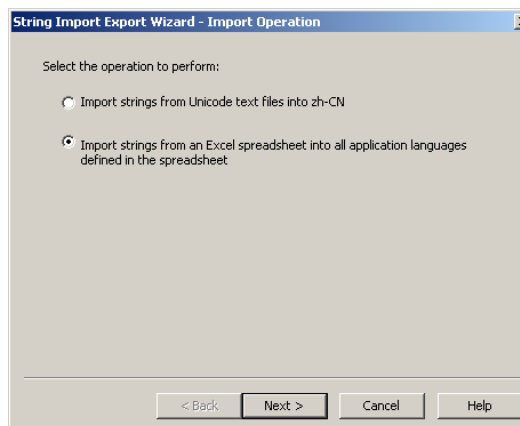 String Import Export Wizard - Import Operation
Select the operation to perform:
Import strings from Unicode text files into zh-CN
Import strings from an Excel spreadsheet into all application languages
defined in the spreadsheet
< Back Next > Cancel Help